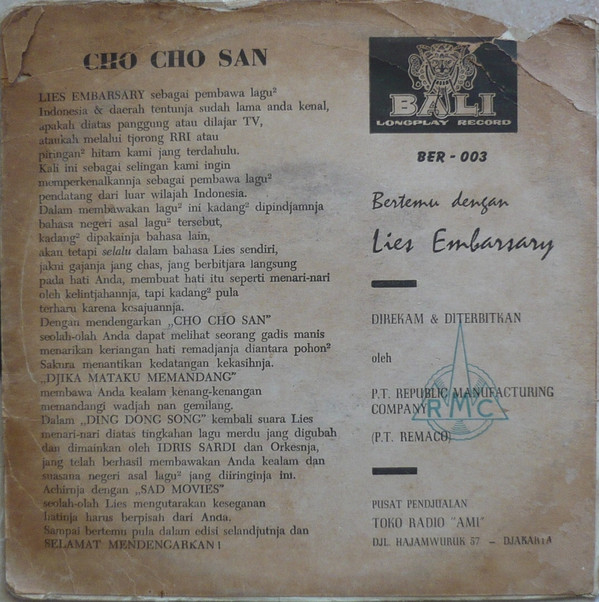 CHO CHO SAN
LIES EMBARSARY sebagai pembawa lagu²
Indonesia & daerah tentunja sudah lama anda kenal,
apakah diatas panggung atau dilajar TV,
ataukah melalui tjorong RRI atau
piringan² hitam kami jang terdahulu.
Kali ini sebagai selingan kami ingin
memperkenalkannja sebagai pembawa lagu²
pendatang dari luar wilajah Indonesia.
Dalam membawakan lagu² ini kadang² dipindjamnja
bahasa negeri asal lagu² tersebut,
kadang² dipakainja bahasa lain,
akan tetapi selalu dalam bahasa Lies sendiri,
jakni gajanja jang chas, jang berbitjara langsung
pada hati Anda, membuat hati itu seperti menari-nari
oleh kelintjahannja, tapi kadang² pula
terharu karena kosajuannja.
Dengan mendengarkan „CHO CHO SAN"
seolah-olah Anda dapat melihat seorang gadis manis
menarikan keriangan hati remadjanja diantara pohon²
Sakura menantikan kedatangan kekasihnja.
„DJIKA MATAKU MEMANDANG"
membawa Anda kealam kenang-kenangan
memandangi wadjah nan gemilang.
Dalam „DING DONG SONG" kembali suara Lies
menari-nari diatas tingkahan lagu merdu jang digubah
dan dimainkan oleh IDRIS SARDI dan Orkesnja,
jang telah berhasil membawakan Anda kealam dan
suasana negeri asal lagu² jang diiringinja ini.
Achirnja dengan „SAD MOVIES"
seolah-olah Lies mengutarakan keseganan
hatinja harus berpisah dari Anda.
Sampai bertemu pula dalam edisi selandjutnja dan
SELAMAT MENDENGARKAN !
BALI
LONGPLAY RECORD
BER - 003
Bertemu dengan
Lies Embarsary
DIREKAM & DITERBITKAN
oleh
P.T. REPUBLIC MANUFACTURING
COMPANY
RMC
(P.T. REMACO)
PUSAT PENDJUALAN
TOKO RADIO "AMI"
DJL. HAJAMWURUK 57 – DJAKARTA